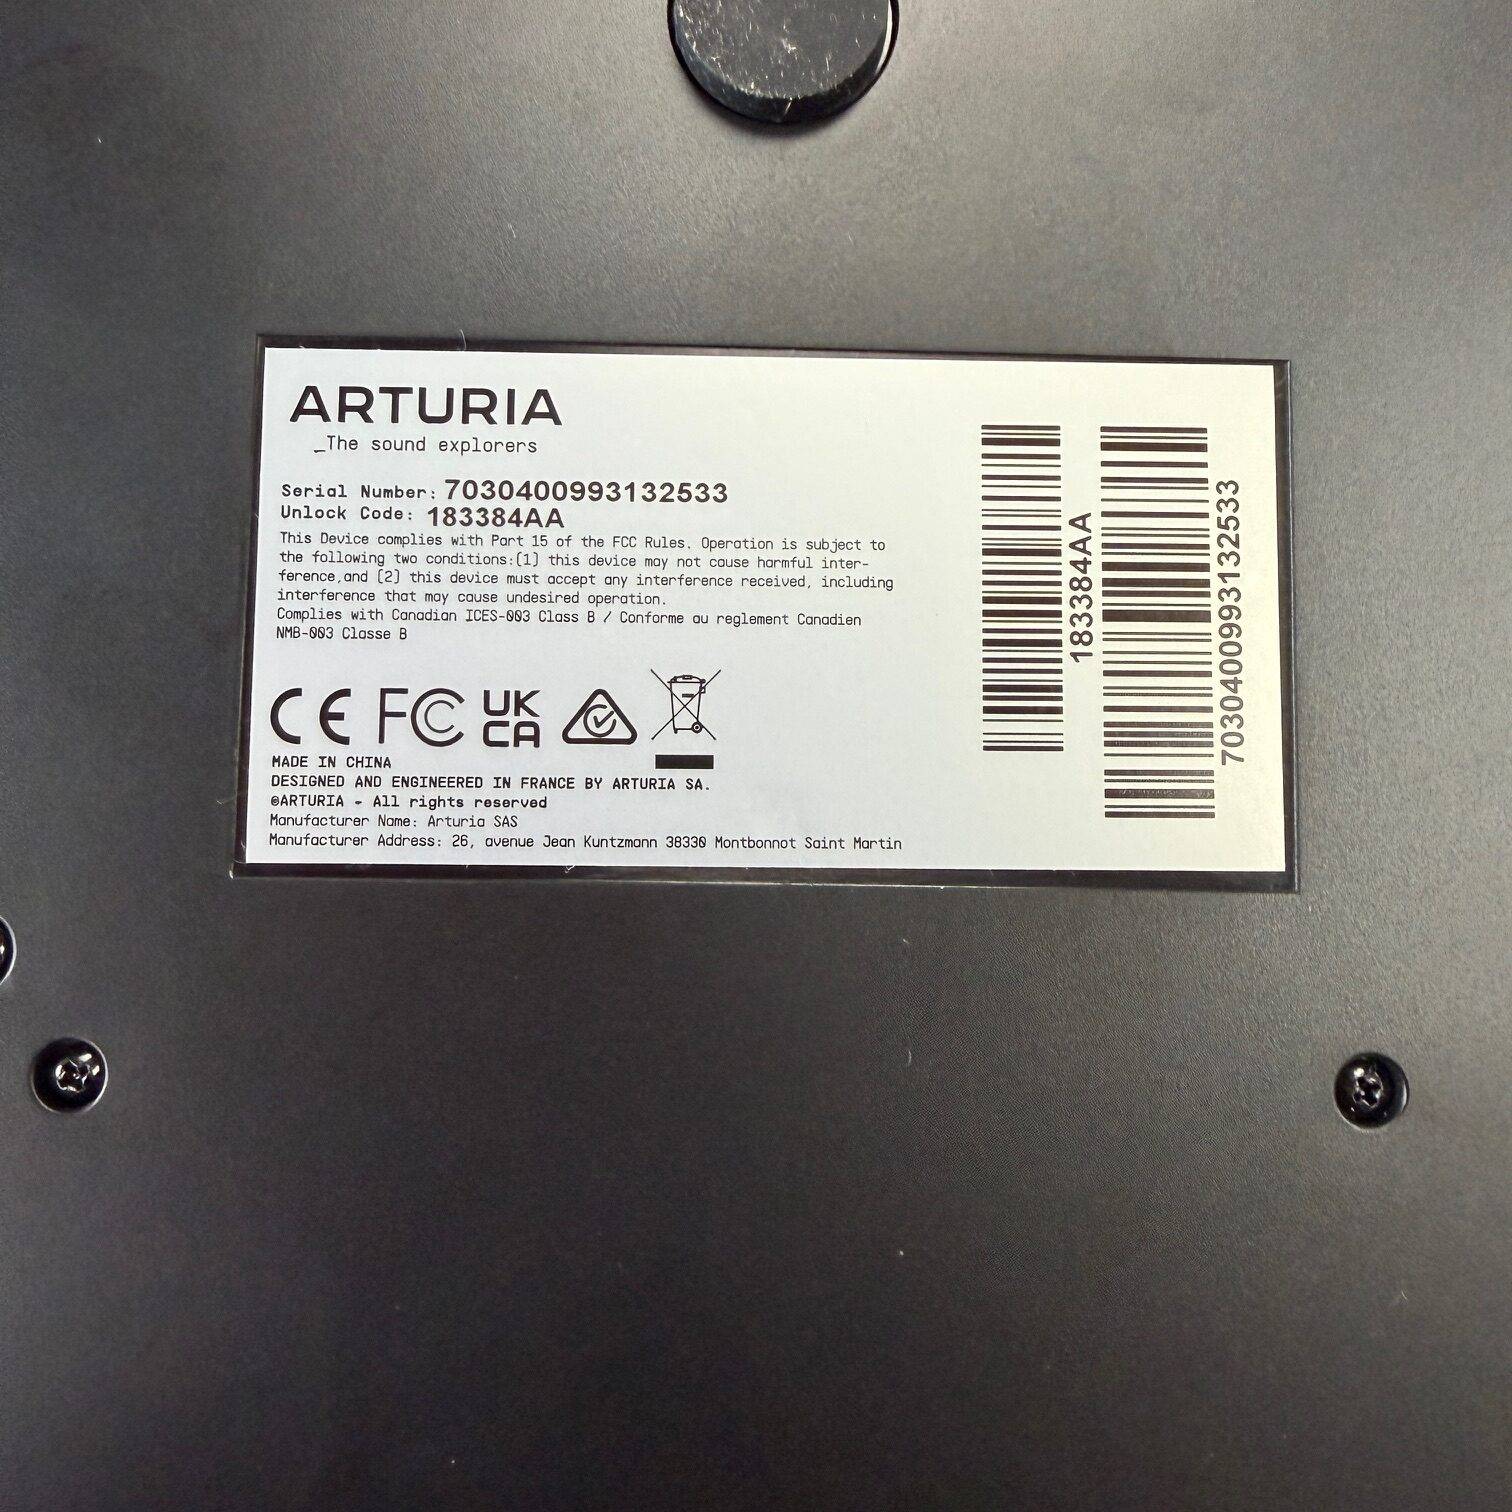 ARTURIA
_The sound explorers
Serial Number: 7030400993132533
Unlock Code: 183384AA
This Device complies with Part 15 of the FCC Rules. Operation is subject to
the following two conditions:(1) this device may not cause harmful inter-
ference,and (2) this device must accept any interference received, including
interference that may cause undesired operation.
Complies with Canadian ICES-003 Class B / Conforme au reglement Canadien
NMB-003 Classe B
CE FC UK
CA
MADE IN CHINA
DESIGNED AND ENGINEERED IN FRANCE BY ARTURIA SA.
©ARTURIA - All rights reserved
Manufacturer Name: Arturia SAS
Manufacturer Address: 26, avenue Jean Kuntzmann 38330 Montbonnot Saint Martin
183384AA
7030400993132533